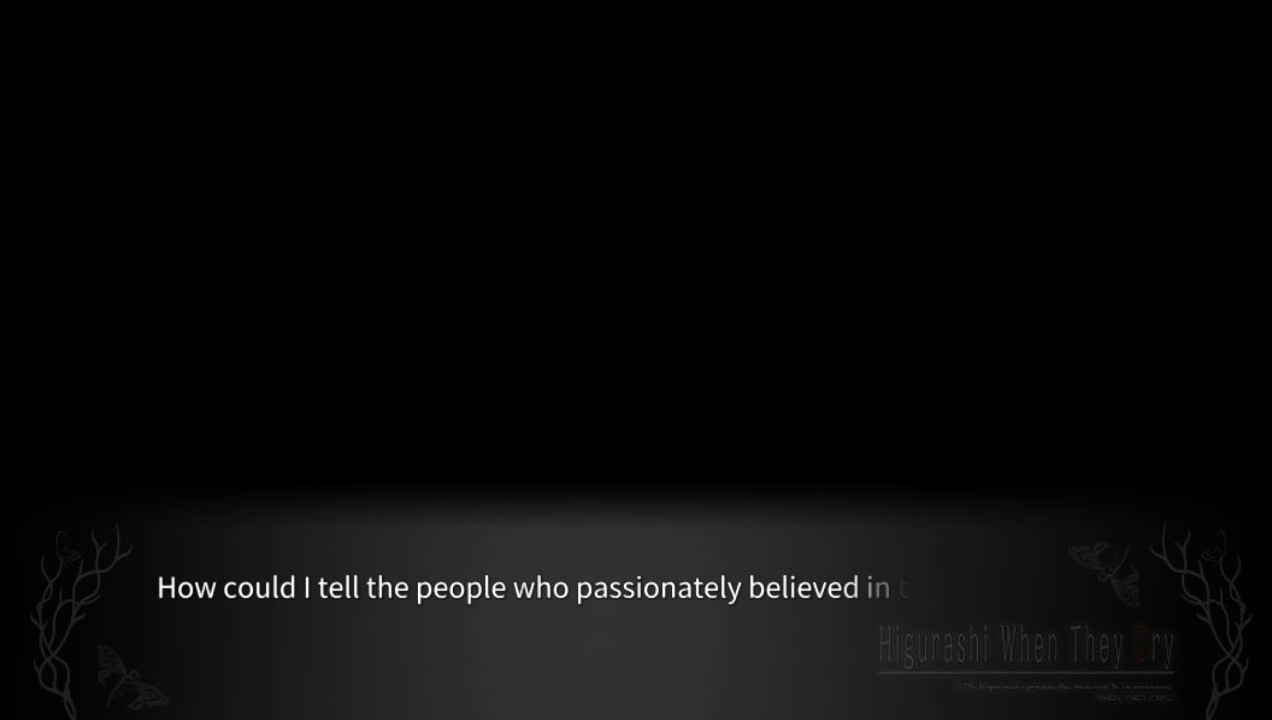 How could I tell the people who passionately believed in t
Higurashi When They Cry